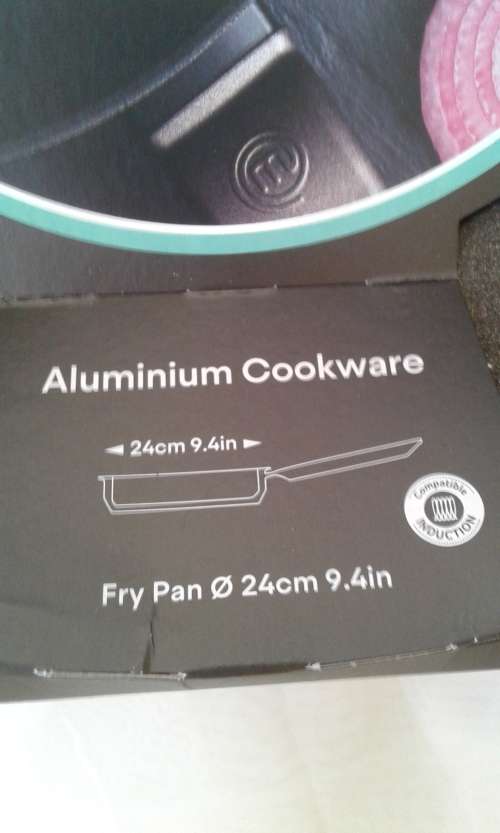 m
Aluminium Cookware
24cm 9.4in
Compatible
INDUCTION
Fry Pan Ø 24cm 9.4in